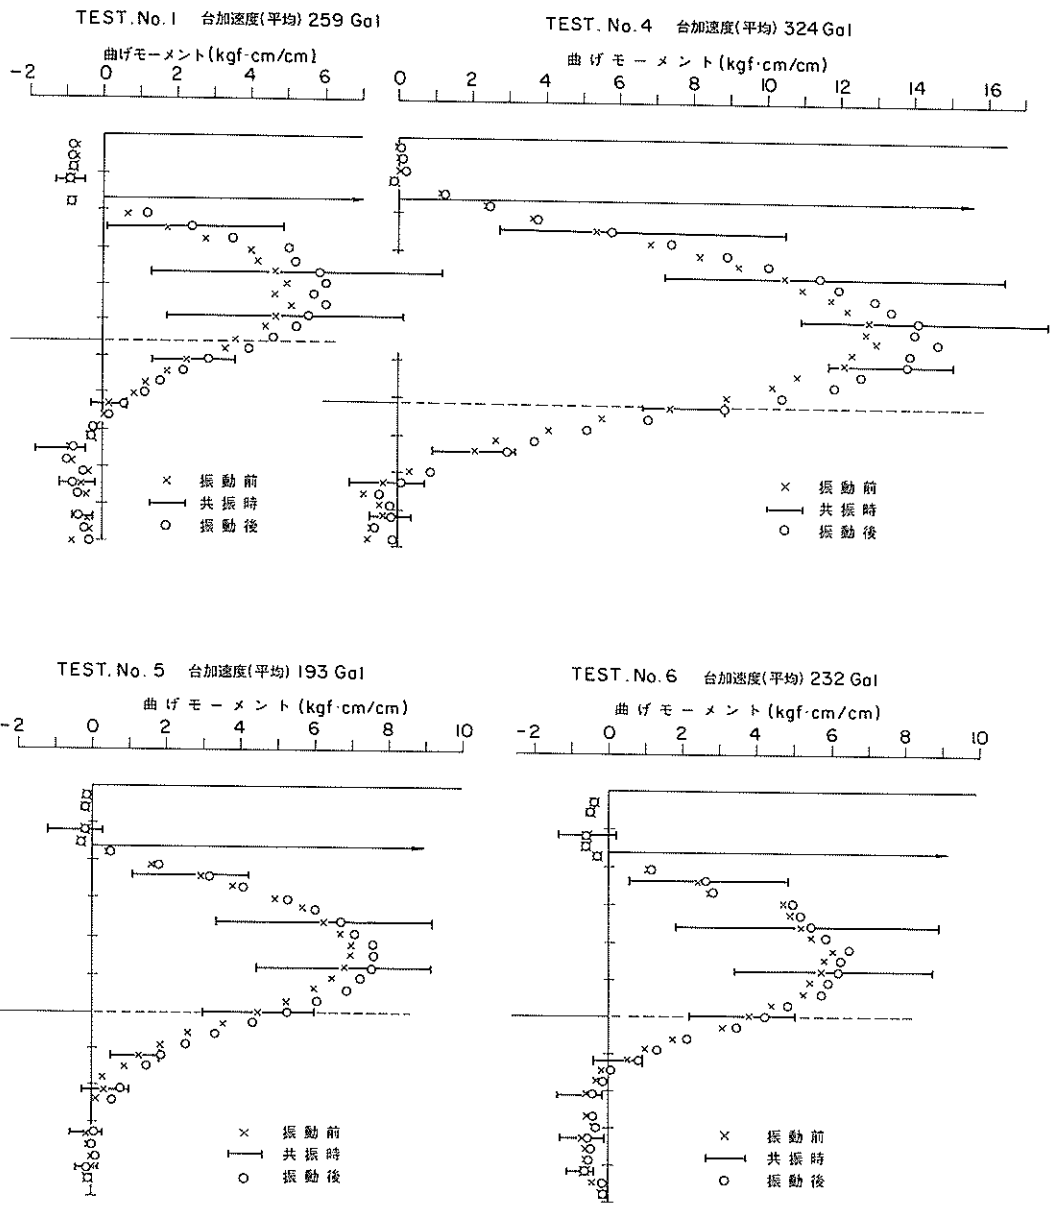 TEST.No.1 台加速度(平均) 259 Gal
曲げモーメント(kgf·cm/cm)
-2 0 2 4 6
× 振動前
共振時
○ 振動後
TEST.No.4 台加速度(平均) 324 Gal
曲げモーメント(kgf·cm/cm)
0 2 4 6 8 10 12 14 16
× 振動前
共振時
○ 振動後
TEST.No.5 台加速度(平均) 193 Gal
曲げモーメント(kgf·cm/cm)
-2 0 2 4 6 8 10
× 振動前
共振時
○ 振動後
TEST.No.6 台加速度(平均) 232 Gal
曲げモーメント(kgf·cm/cm)
-2 0 2 4 6 8 10
× 振動前
共振時
○ 振動後